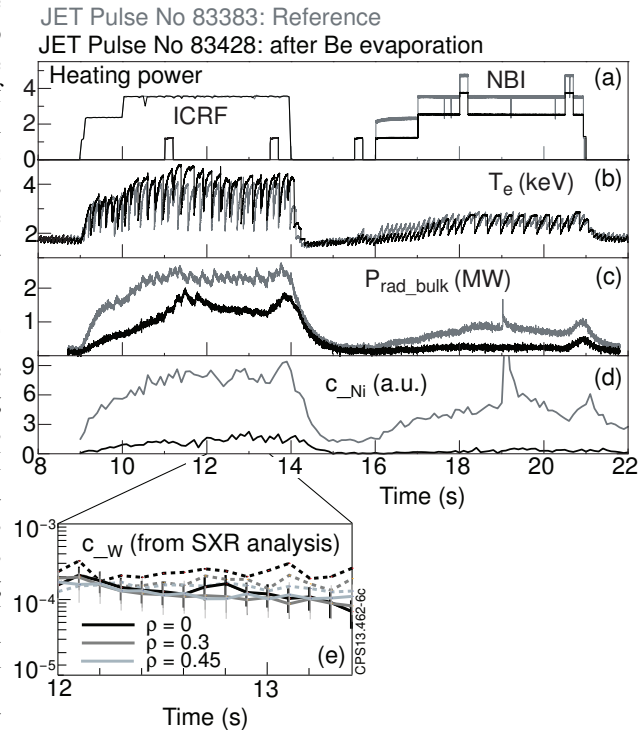 JET Pulse No 83383: Reference
JET Pulse No 83428: after Be evaporation
Heating power
ICRF
NBI
(a)
4
2
0
T_e (keV)
(b)
4
2
P_rad_bulk (MW)
(c)
2
1
c_Ni (a.u.)
(d)
9
6
3
0
8 10 12 14 16 18 20 22
Time (s)
c_W (from SXR analysis)
10^-3
10^-4
10^-5
ρ = 0
ρ = 0.3
ρ = 0.45
(e)
CPS13.462-6c
12 13
Time (s)